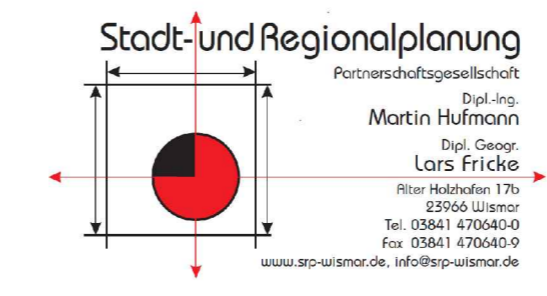 Stadt- und Regionalplanung
Partnerschaftsgesellschaft
Dipl.-Ing.
Martin Hufmann
Dipl. Geogr.
Lars Fricke
Alter Holzhafen 17b
23966 Wismar
Tel. 03841 470640-0
Fax 03841 470640-9
www.srp-wismar.de, info@srp-wismar.de